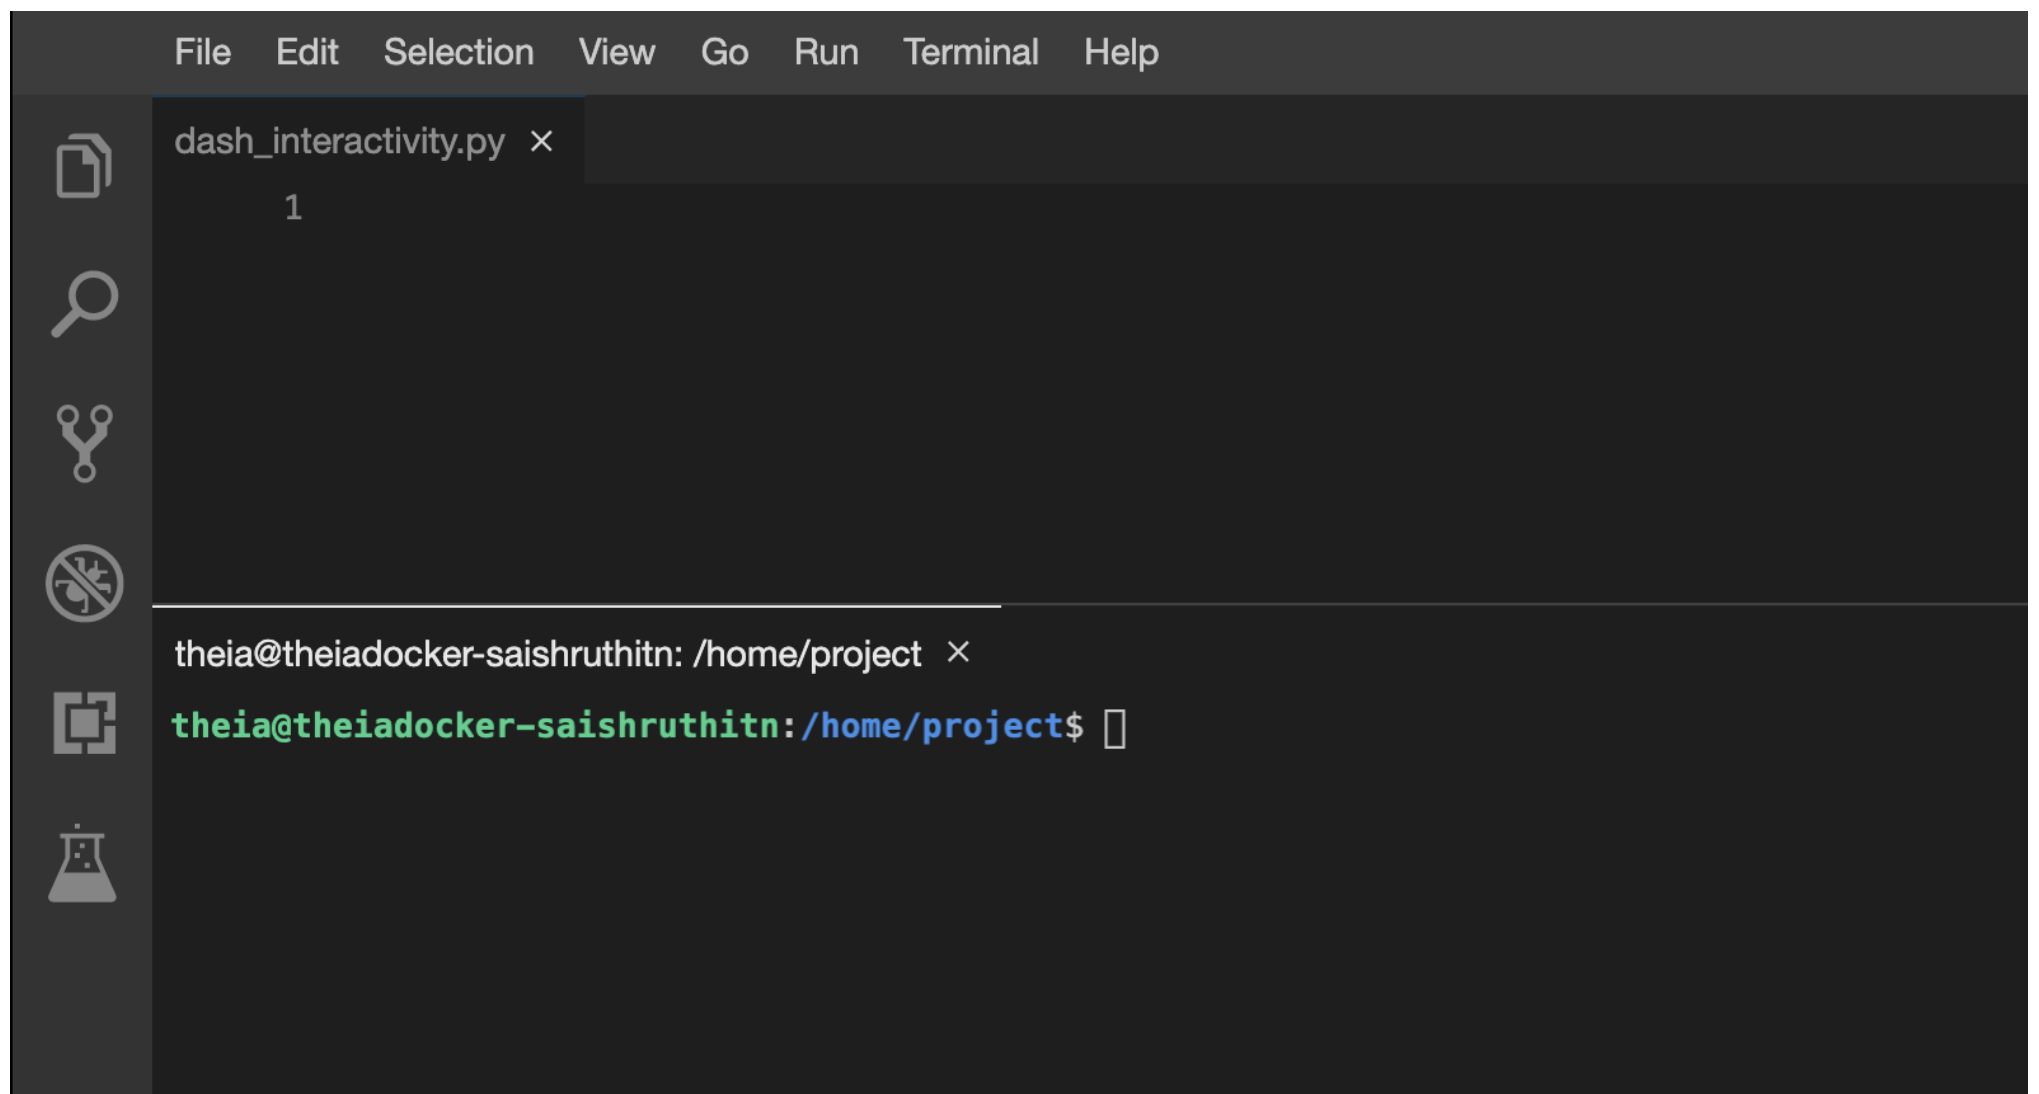 File Edit Selection View Go Run Terminal Help
dash_interactivity.py ×
1
theia@theiadocker-saishruthitn: /home/project ×
theia@theiadocker-saishruthitn:/home/project$